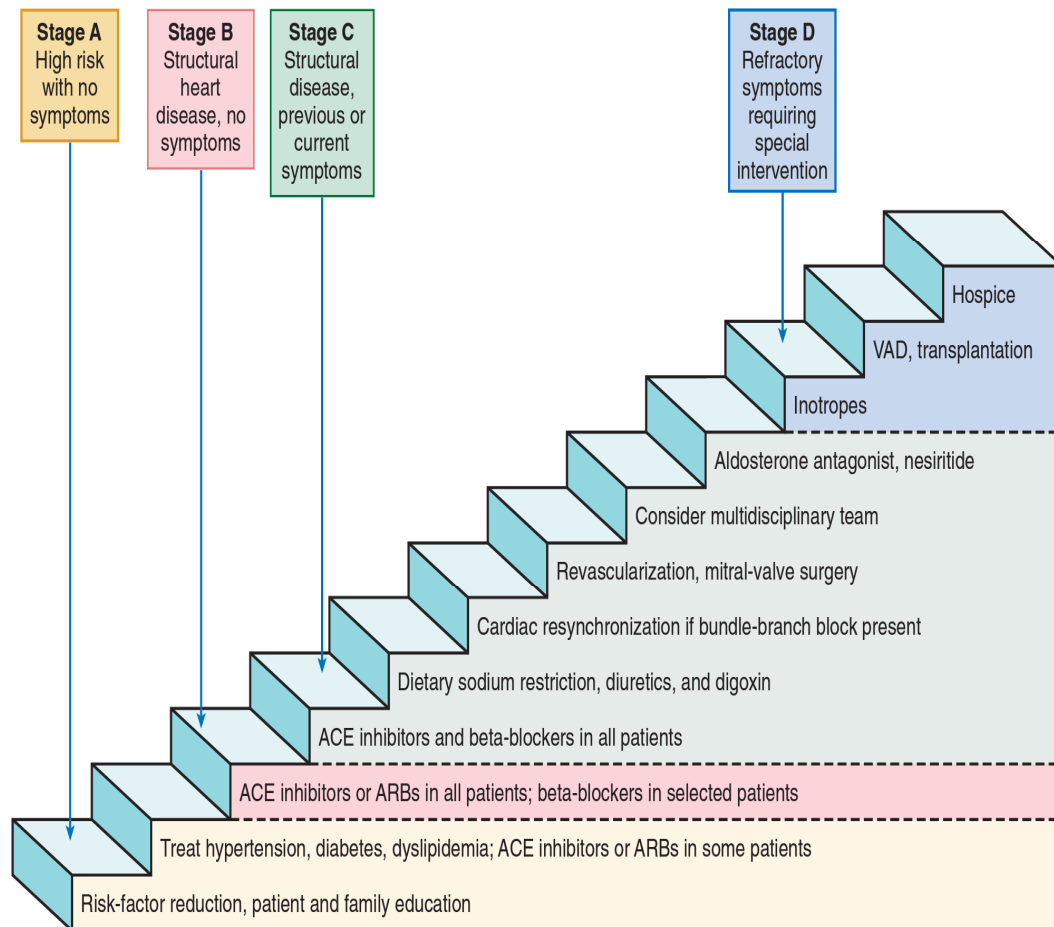 Stage A
High risk
with no
symptoms
Stage B
Structural
heart
disease, no
symptoms
Stage C
Structural
disease,
previous or
current
symptoms
Stage D
Refractory
symptoms
requiring
special
intervention
Hospice
VAD, transplantation
Inotropes
Aldosterone antagonist, nesiritide
Consider multidisciplinary team
Revascularization, mitral-valve surgery
Cardiac resynchronization if bundle-branch block present
Dietary sodium restriction, diuretics, and digoxin
ACE inhibitors and beta-blockers in all patients
ACE inhibitors or ARBs in all patients; beta-blockers in selected patients
Treat hypertension, diabetes, dyslipidemia; ACE inhibitors or ARBs in some patients
Risk-factor reduction, patient and family education